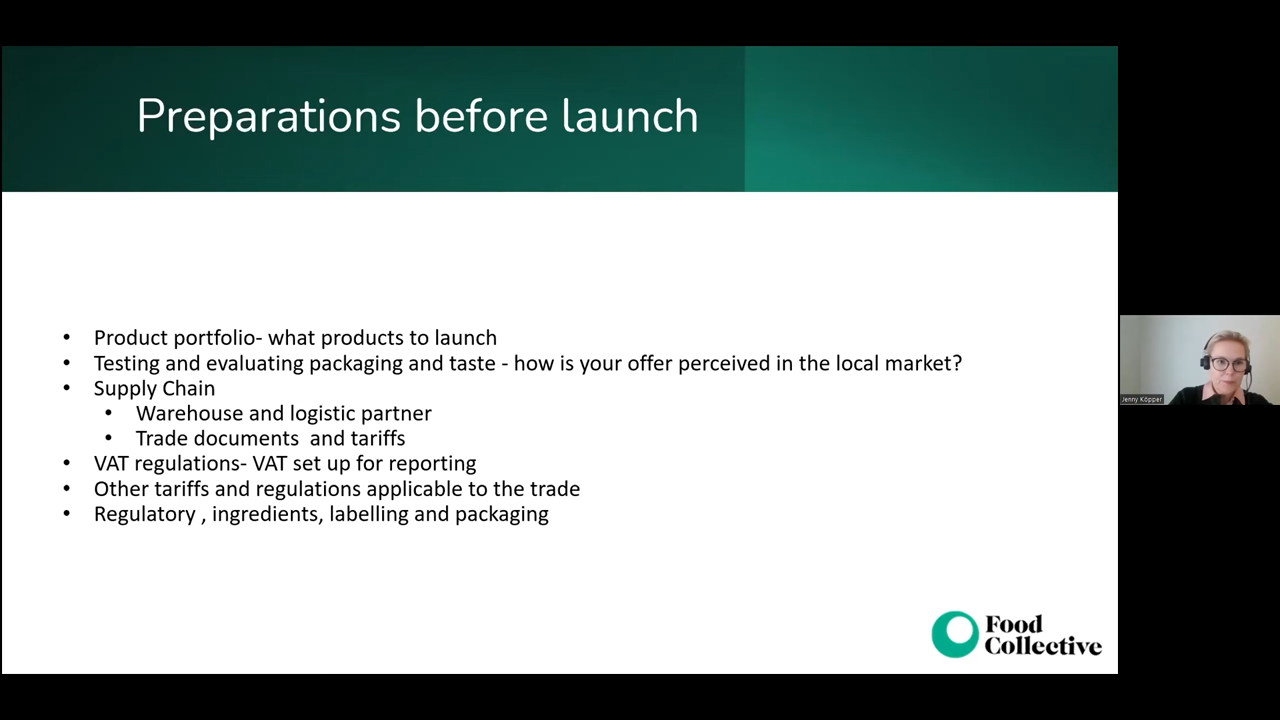 Preparations before launch
• Product portfolio- what products to launch
• Testing and evaluating packaging and taste - how is your offer perceived in the local market?
• Supply Chain
• Warehouse and logistic partner
• Trade documents  and tariffs
• VAT regulations- VAT set up for reporting
• Other tariffs and regulations applicable to the trade
• Regulatory , ingredients, labelling and packaging
Food
Collective
Jenny Köpper